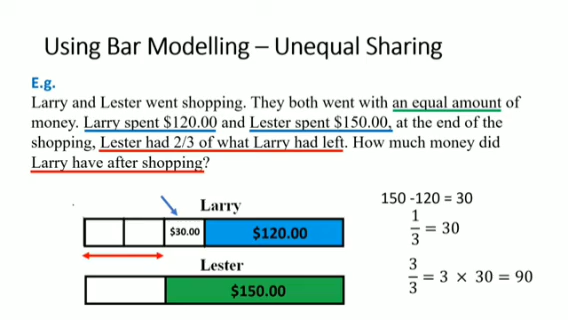 Using Bar Modelling – Unequal Sharing
E.g.
Larry and Lester went shopping. They both went with an equal amount of
money. Larry spent $120.00 and Lester spent $150.00, at the end of the
shopping, Lester had 2/3 of what Larry had left. How much money did
Larry have after shopping?
Larry
$30.00
$120.00
Lester
$150.00
150 -120 = 30
1/3 = 30
3/3 = 3 × 30 = 90